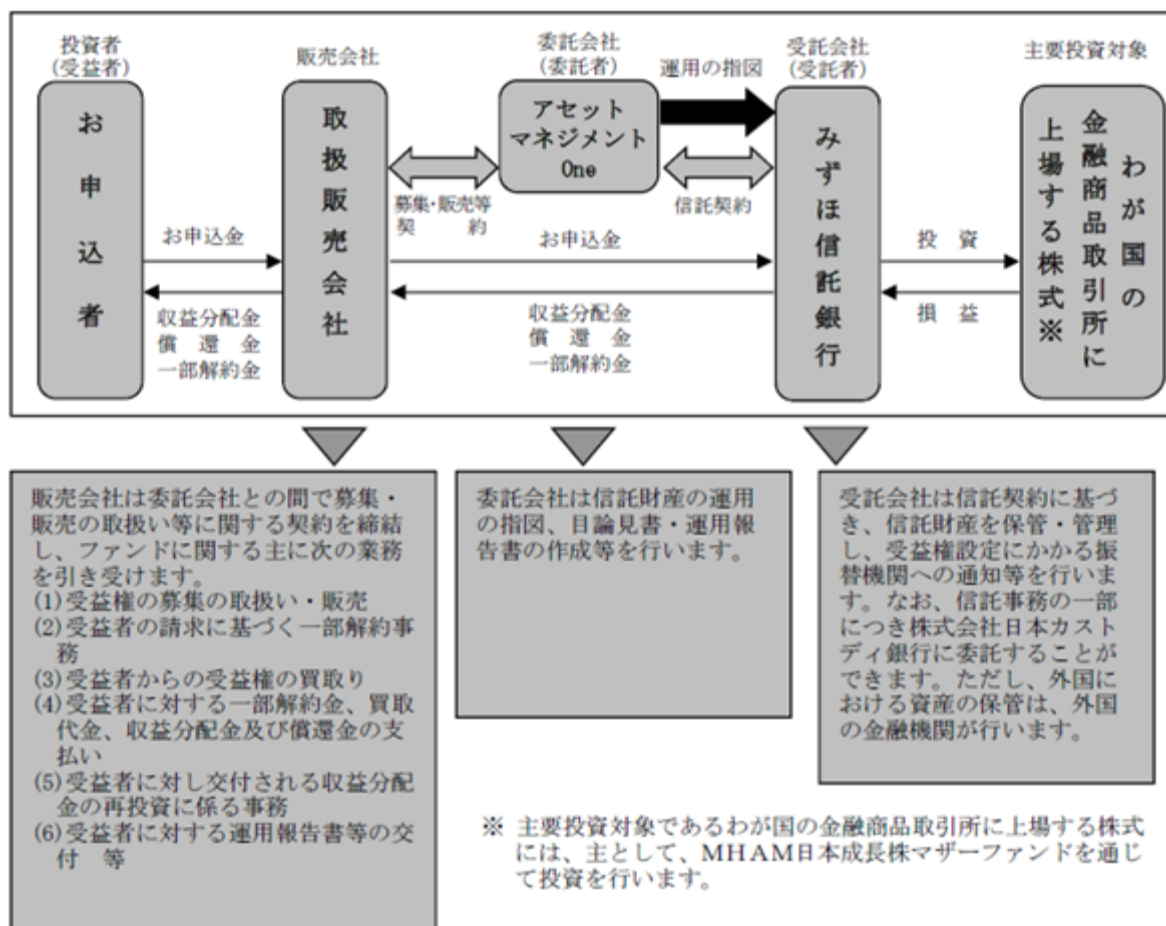 投資者
(受益者)
お申込者
販売会社
取扱販売会社
委託会社
(委託者)
アセット
マネジメント
One
運用の指図
受託会社
(受託者)
みずほ信託銀行
主要投資対象
わが国の
金融商品取引所に
上場する株式※
募集・販売等
契約
信託契約
お申込金
収益分配金
償還金
一部解約金
お申込金
収益分配金
償還金
一部解約金
投資
損益
販売会社は委託会社との間で募集・
販売の取扱い等に関する契約を締結
し、ファンドに関する主に次の業務
を引き受けます。
(1)受益権の募集の取扱い・販売
(2)受益者の請求に基づく一部解約事
務
(3)受益者からの受益権の買取り
(4)受益者に対する一部解約金、買取
代金、収益分配金及び償還金の支
払い
(5)受益者に対し交付される収益分配
金の再投資に係る事務
(6)受益者に対する運用報告書等の交
付 等
委託会社は信託財産の運用
の指図、目論見書・運用報
告書の作成等を行います。
受託会社は信託契約に基づ
き、信託財産を保管・管理
し、受益権設定にかかる振
替機関への通知等を行いま
す。なお、信託事務の一部
につき株式会社日本カスト
ディ銀行に委託することが
できます。ただし、外国に
おける資産の保管は、外国
の金融機関が行います。
※ 主要投資対象であるわが国の金融商品取引所に上場する株式
には、主として、MHAM日本成長株マザーファンドを通じ
て投資を行います。